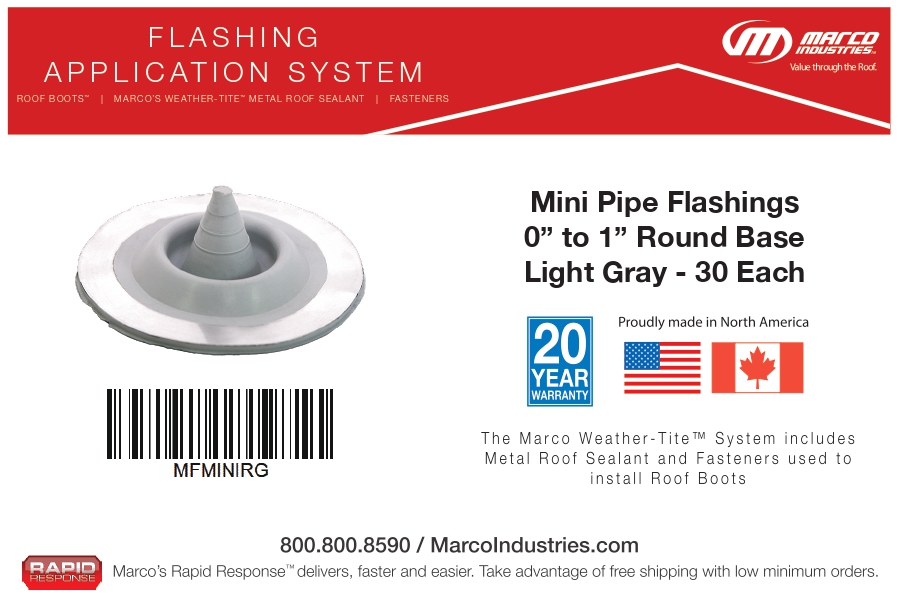 FLASHING
APPLICATION SYSTEM
ROOF BOOTS™ | MARCO'S WEATHER-TITE™ METAL ROOF SEALANT | FASTENERS
MARCO
INDUSTRIES™
Value through the Roof.
Mini Pipe Flashings
0” to 1” Round Base
Light Gray - 30 Each
20
YEAR
WARRANTY
Proudly made in North America
MFMINIRG
The Marco Weather-Tite™ System includes
Metal Roof Sealant and Fasteners used to
install Roof Boots
800.800.8590 / MarcoIndustries.com
RAPID
RESPONSE
Marco's Rapid Response™ delivers, faster and easier. Take advantage of free shipping with low minimum orders.